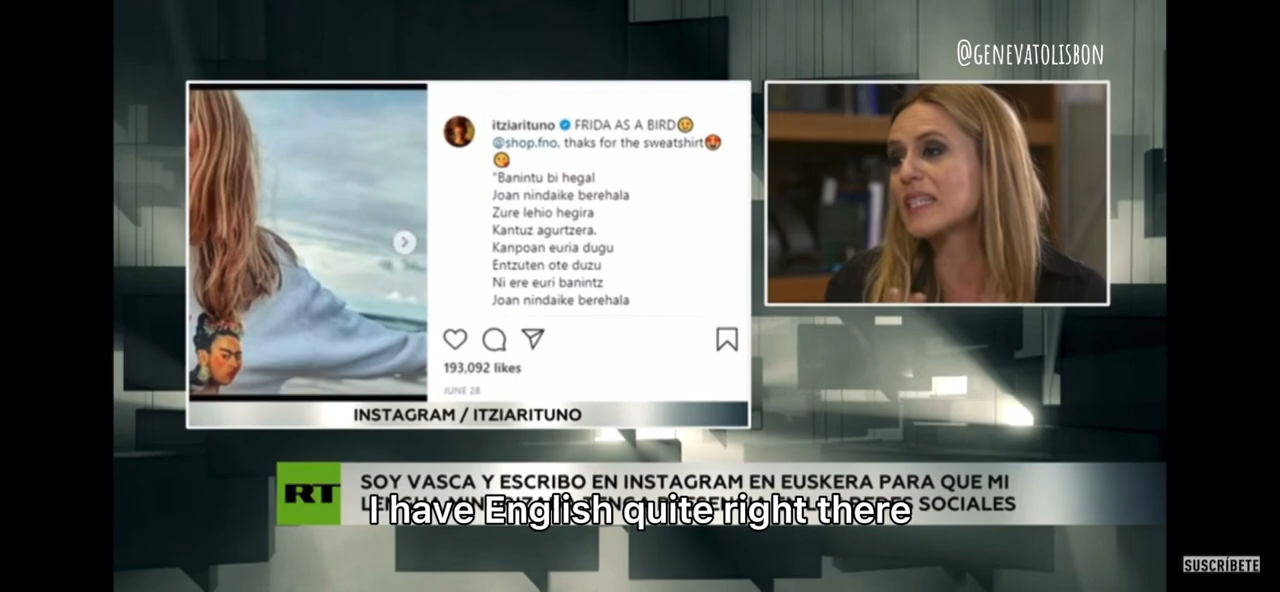 @GENEVATOLISBON
itziarituno FRIDA AS A BIRD😉
@shop.fno, thaks for the sweatshirt😍
😘
"Banintu bi hegal
Joan nindaike berehala
Zure lehio hegira
Kantuz agurtzera.
Kanpoan euria dugu
Entzuten ote duzu
Ni ere euri banintz
Joan nindaike berehala
193,092 likes
JUNE 28
INSTAGRAM / ITZIARITUNO
RT
SOY VASCA Y ESCRIBO EN INSTAGRAM EN EUSKERA PARA QUE MI
SOCIALES
I have English quite right there
SUSCRÍBETE